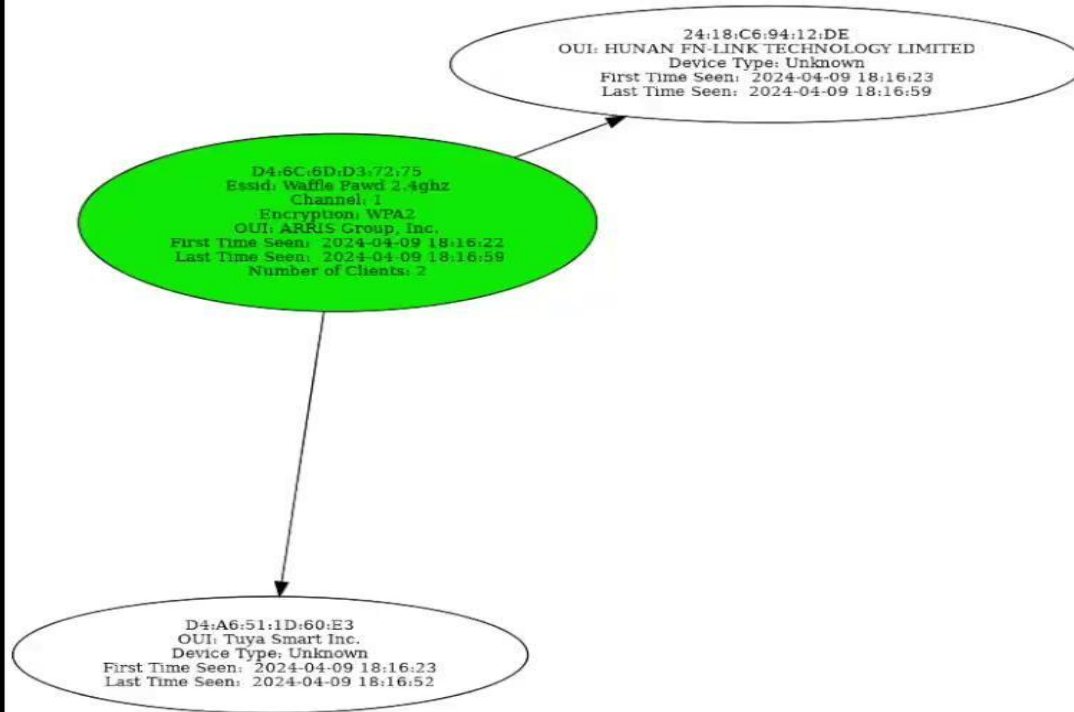 24:18:C6:94:12:DE
OUI: HUNAN FN-LINK TECHNOLOGY LIMITED
Device Type: Unknown
First Time Seen: 2024-04-09 18:16:23
Last Time Seen: 2024-04-09 18:16:59
D4:6C:6D:D3:72:75
Essid: Waffle Pawd 2.4ghz
Channel: 1
Encryption: WPA2
OUI: ARRIS Group, Inc.
First Time Seen: 2024-04-09 18:16:22
Last Time Seen: 2024-04-09 18:16:59
Number of Clients: 2
D4:A6:51:1D:60:E3
OUI: Tuya Smart Inc.
Device Type: Unknown
First Time Seen: 2024-04-09 18:16:23
Last Time Seen: 2024-04-09 18:16:52